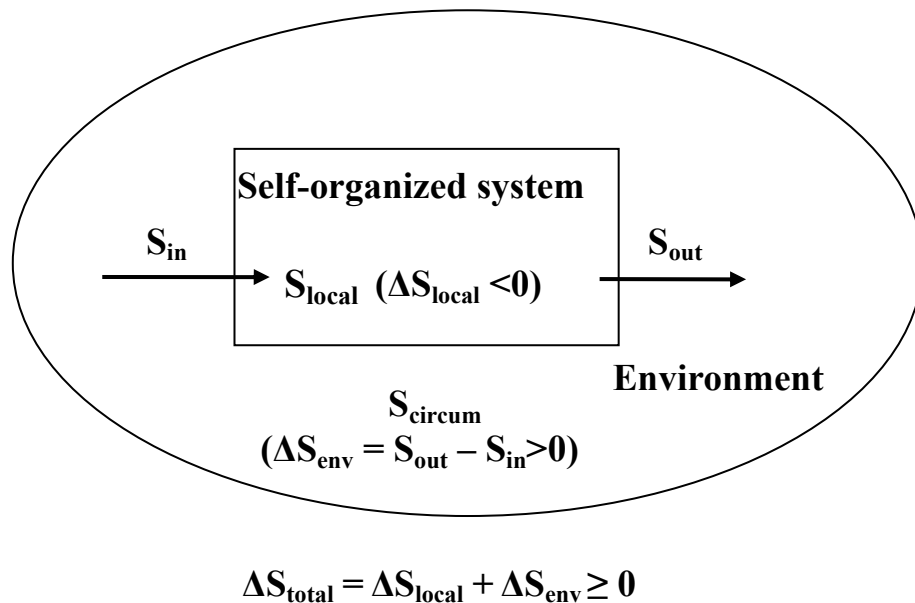 Self-organized system
S_in
S_out
S_local (ΔS_local <0)
Environment
S_circum
(ΔS_env = S_out – S_in>0)
ΔS_total = ΔS_local + ΔS_env ≥ 0